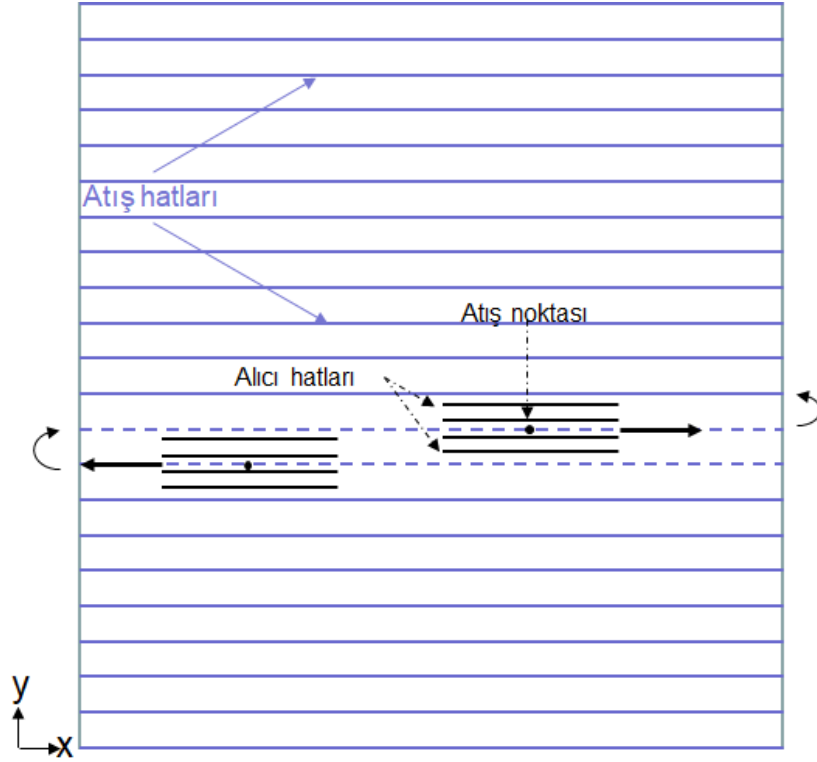 Atış hatları
Atış noktası
Alıcı hatları
y
x